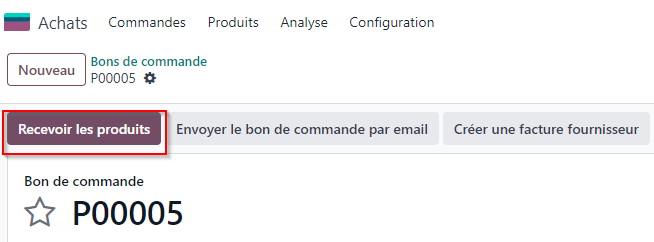 Achats Commandes Produits Analyse Configuration
Nouveau
Bons de commande
P00005
Recevoir les produits Envoyer le bon de commande par email Créer une facture fournisseur
Bon de commande
P00005